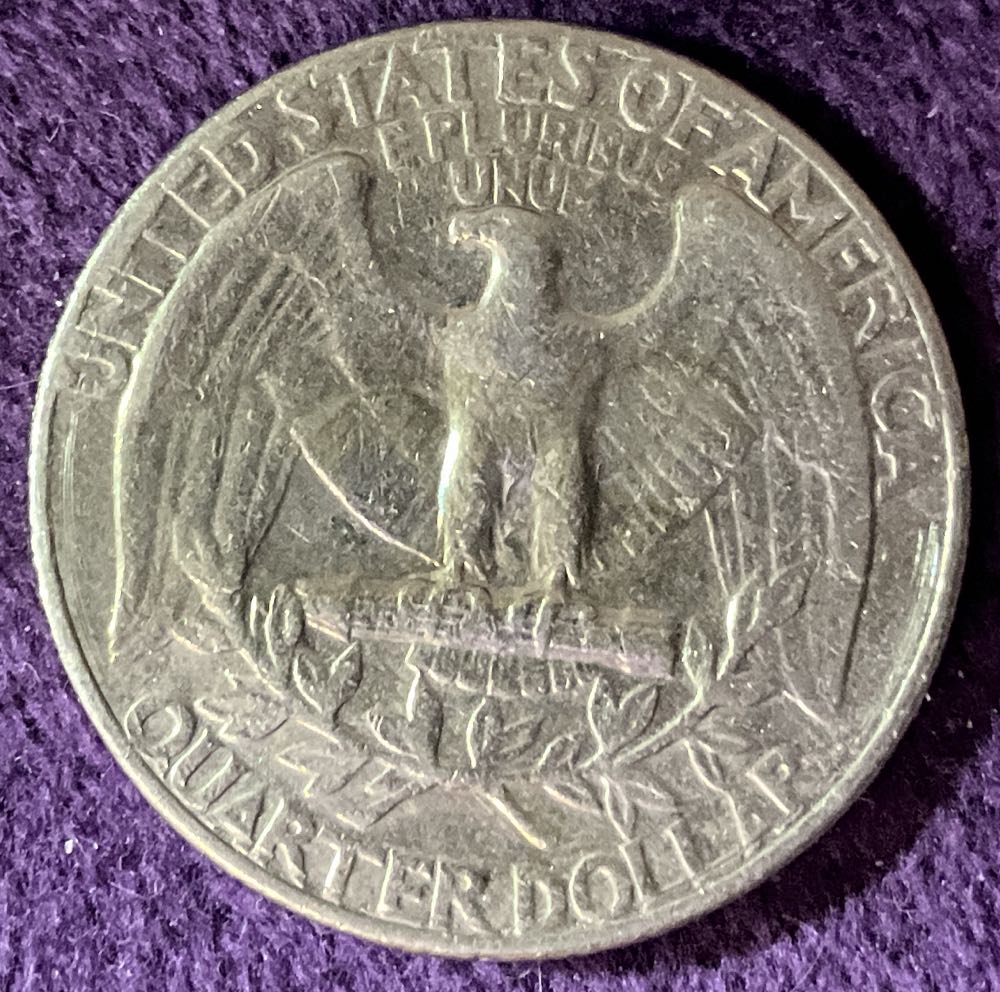 UNITED STATES OF AMERICA
E PLURIBUS
UNUM
QUARTER DOLLAR